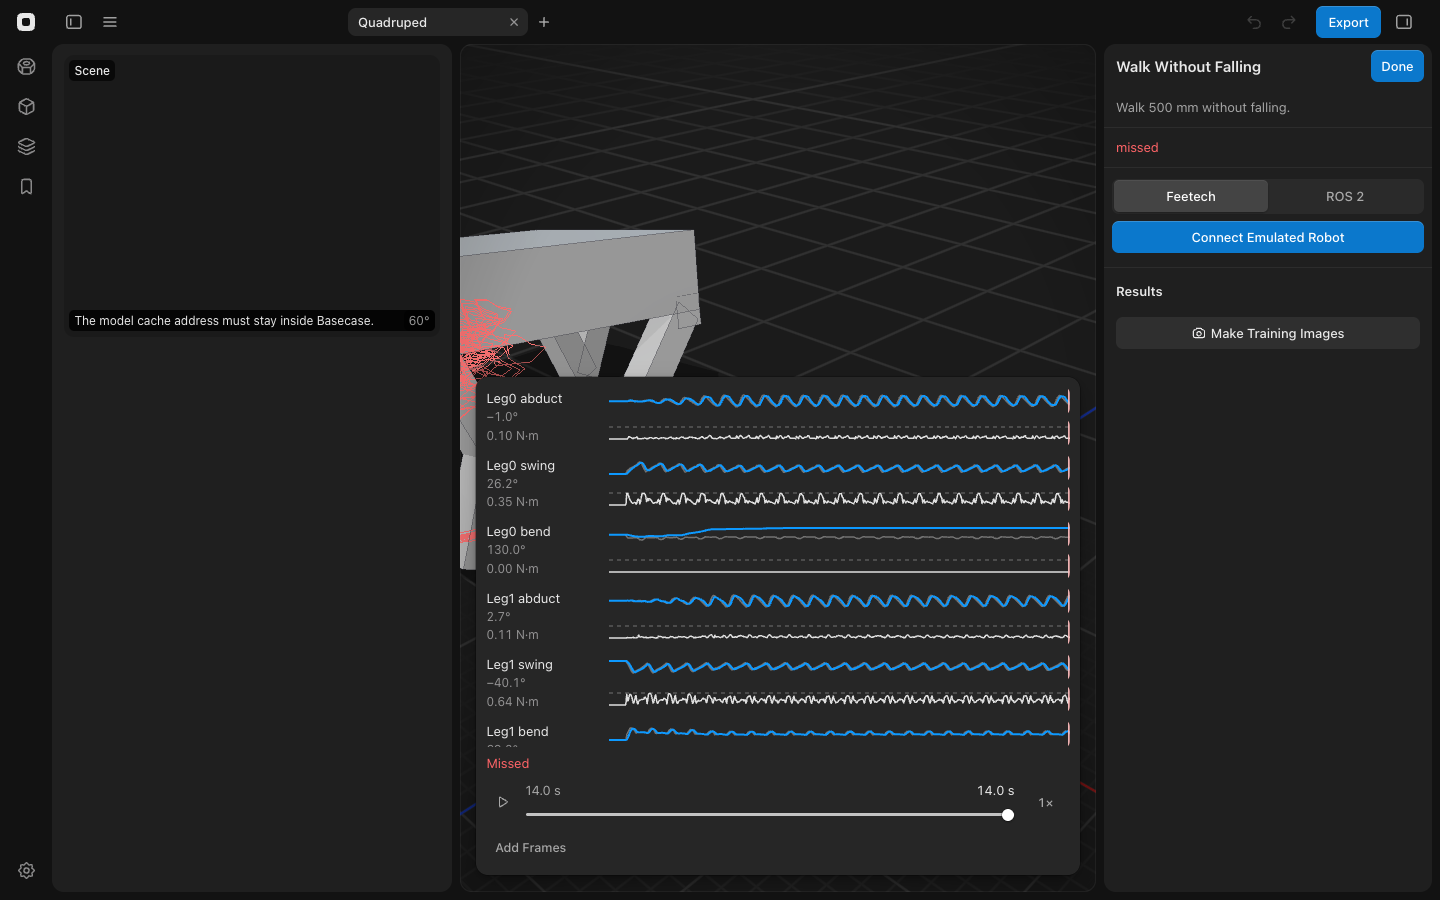 Quadruped
Export
Scene
The model cache address must stay inside Basecase.
60°
Leg0 abduct
−1.0°
0.10 N·m
Leg0 swing
26.2°
0.35 N·m
Leg0 bend
130.0°
0.00 N·m
Leg1 abduct
2.7°
0.11 N·m
Leg1 swing
−40.1°
0.64 N·m
Leg1 bend
Missed
14.0 s
14.0 s
1×
Add Frames
Walk Without Falling
Done
Walk 500 mm without falling.
missed
Feetech
ROS 2
Connect Emulated Robot
Results
Make Training Images